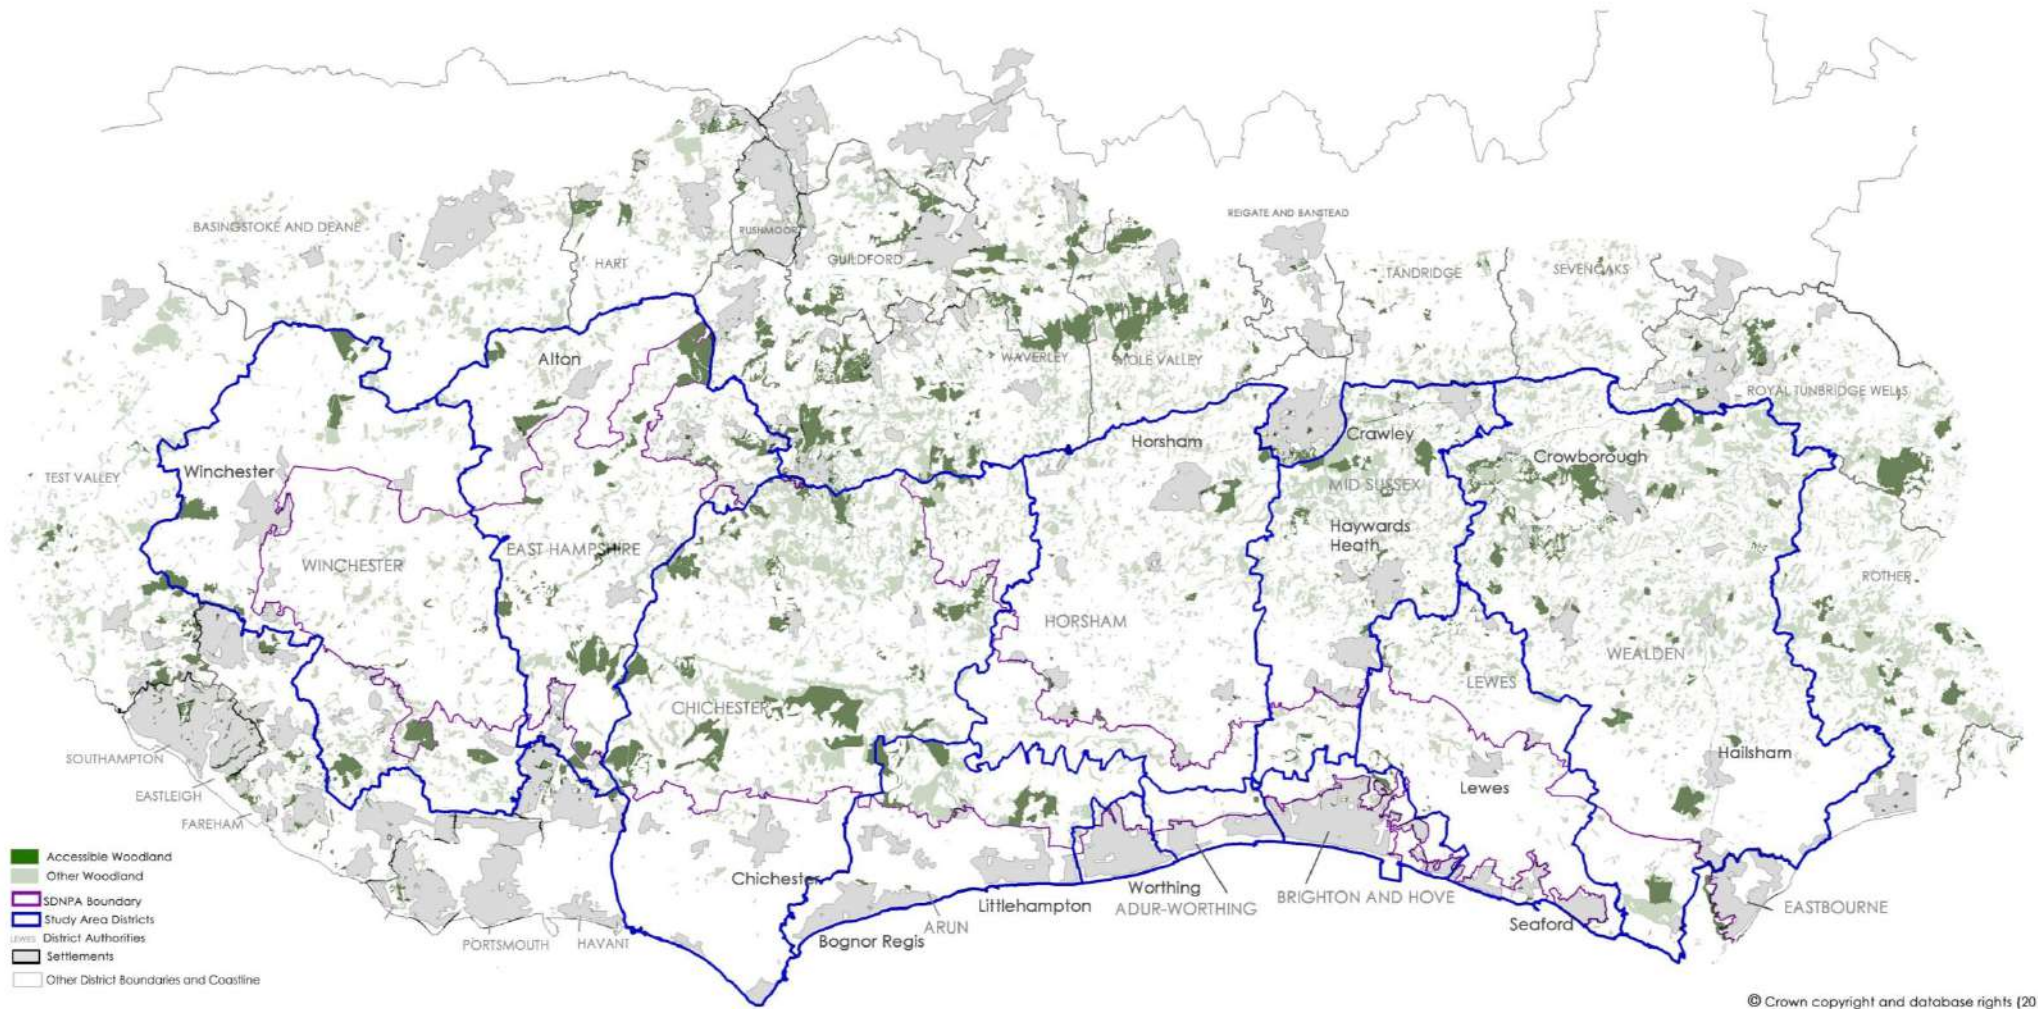 REIGATE AND BANSTEAD
BASINGSTOKE AND DEANE
RUSHMOOR
GUILDFORD
HART
TANDRIDGE
SEVENOAKS
Alton
WAVERLEY
MOLE VALLEY
ROYAL TUNBRIDGE WELLS
Horsham
Crawley
Crowborough
TEST VALLEY
Winchester
MID SUSSEX
Haywards
Heath
EAST HAMPSHIRE
WINCHESTER
ROTHER
HORSHAM
WEALDEN
LEWES
CHICHESTER
SOUTHAMPTON
Hailsham
Lewes
EASTLEIGH
FAREHAM
Chichester
Worthing
ADUR-WORTHING
BRIGHTON AND HOVE
Littlehampton
EASTBOURNE
Seaford
ARUN
Bognor Regis
PORTSMOUTH
HAVANT
Accessible Woodland
Other Woodland
SDNPA Boundary
Study Area Districts
LEWES District Authorities
Settlements
Other District Boundaries and Coastline
© Crown copyright and database rights (20